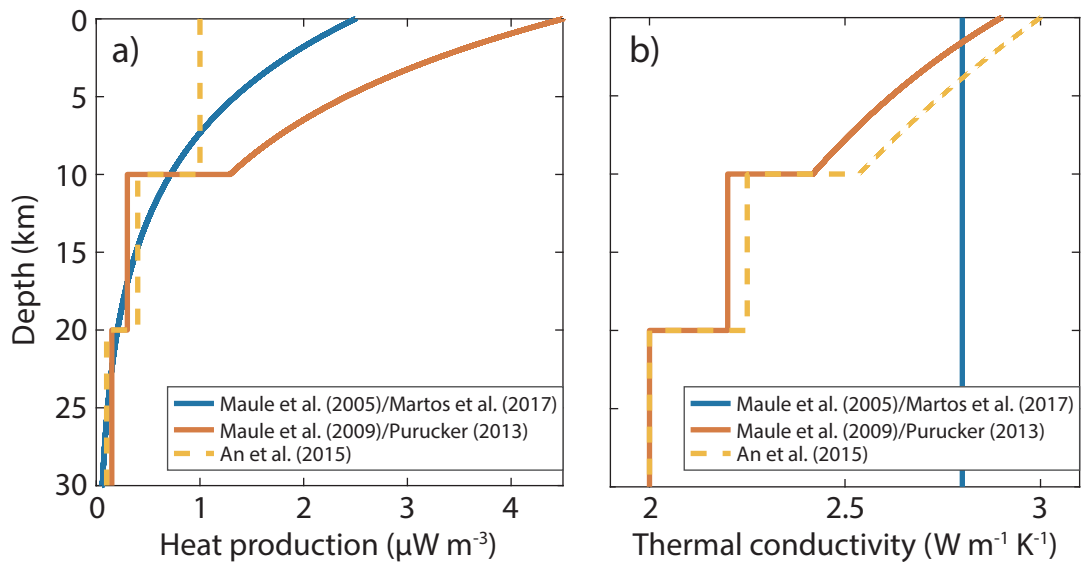 a)
Depth (km)
0
5
10
15
20
25
30
Maule et al. (2005)/Martos et al. (2017)
Maule et al. (2009)/Purucker (2013)
An et al. (2015)
0
1
2
3
4
Heat production (µW m⁻³)
b)
Maule et al. (2005)/Martos et al. (2017)
Maule et al. (2009)/Purucker (2013)
An et al. (2015)
2
2.5
3
Thermal conductivity (W m⁻¹ K⁻¹)